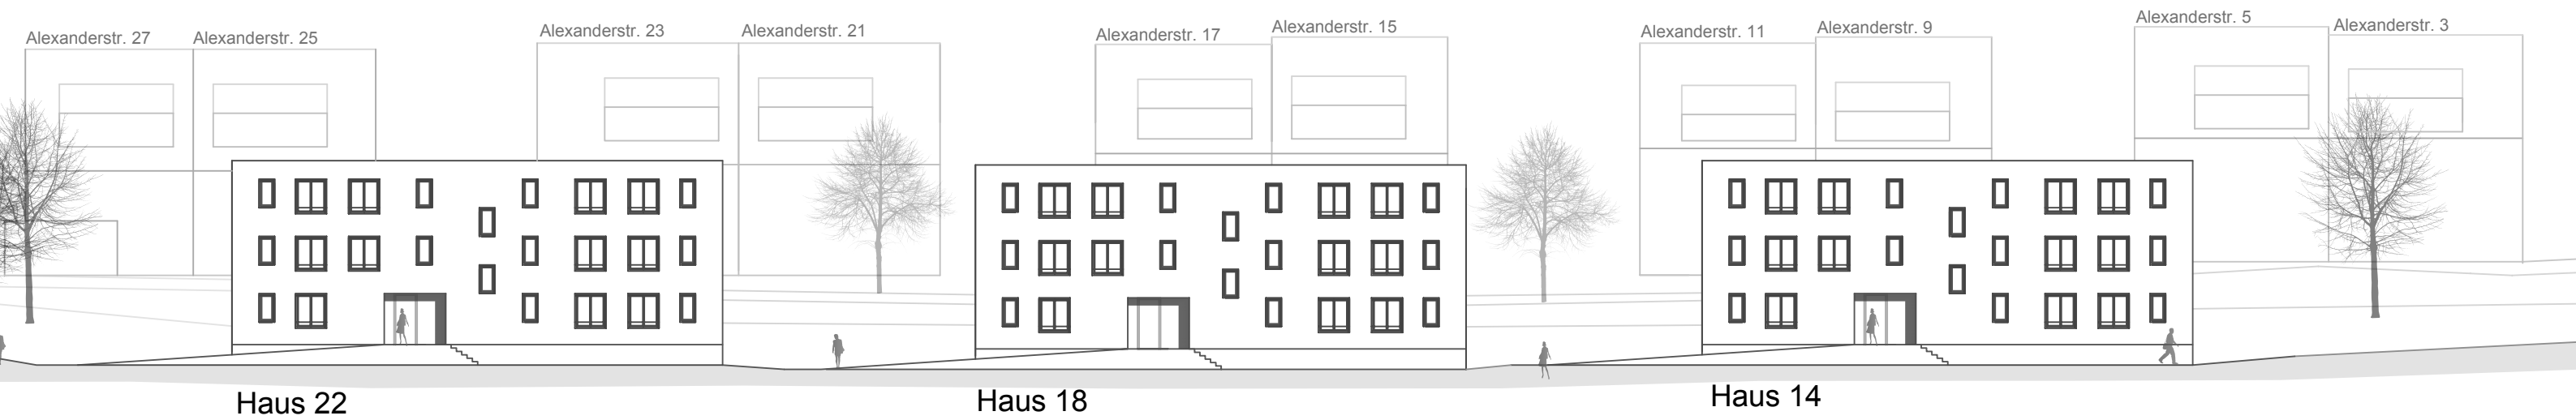 Alexanderstr. 27
Alexanderstr. 25
Alexanderstr. 23
Alexanderstr. 21
Alexanderstr. 17
Alexanderstr. 15
Alexanderstr. 11
Alexanderstr. 9
Alexanderstr. 5
Alexanderstr. 3
Haus 22
Haus 18
Haus 14